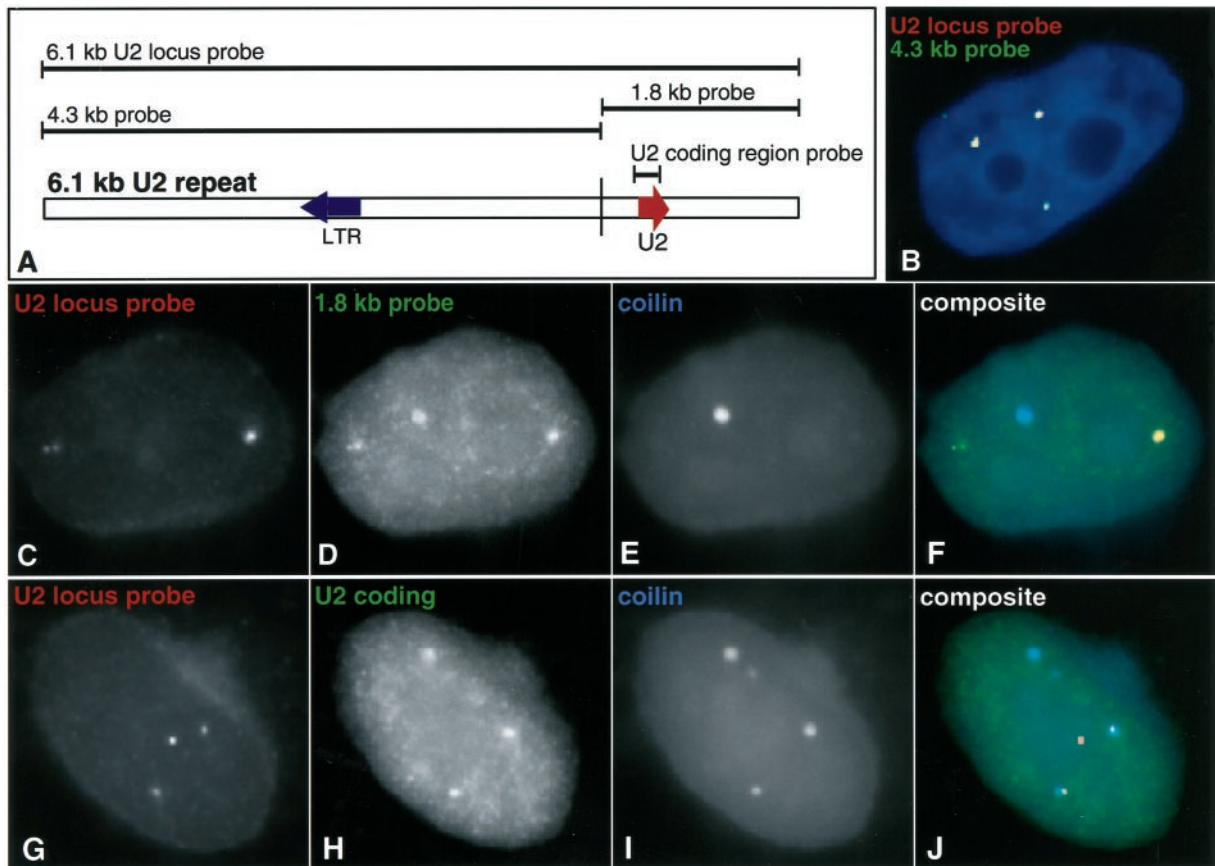 6.1 kb U2 locus probe
1.8 kb probe
4.3 kb probe
U2 coding region probe
6.1 kb U2 repeat
LTR
U2
A
U2 locus probe
4.3 kb probe
B
U2 locus probe
1.8 kb probe
coilin
composite
C
D
E
F
U2 locus probe
U2 coding
coilin
composite
G
H
I
J